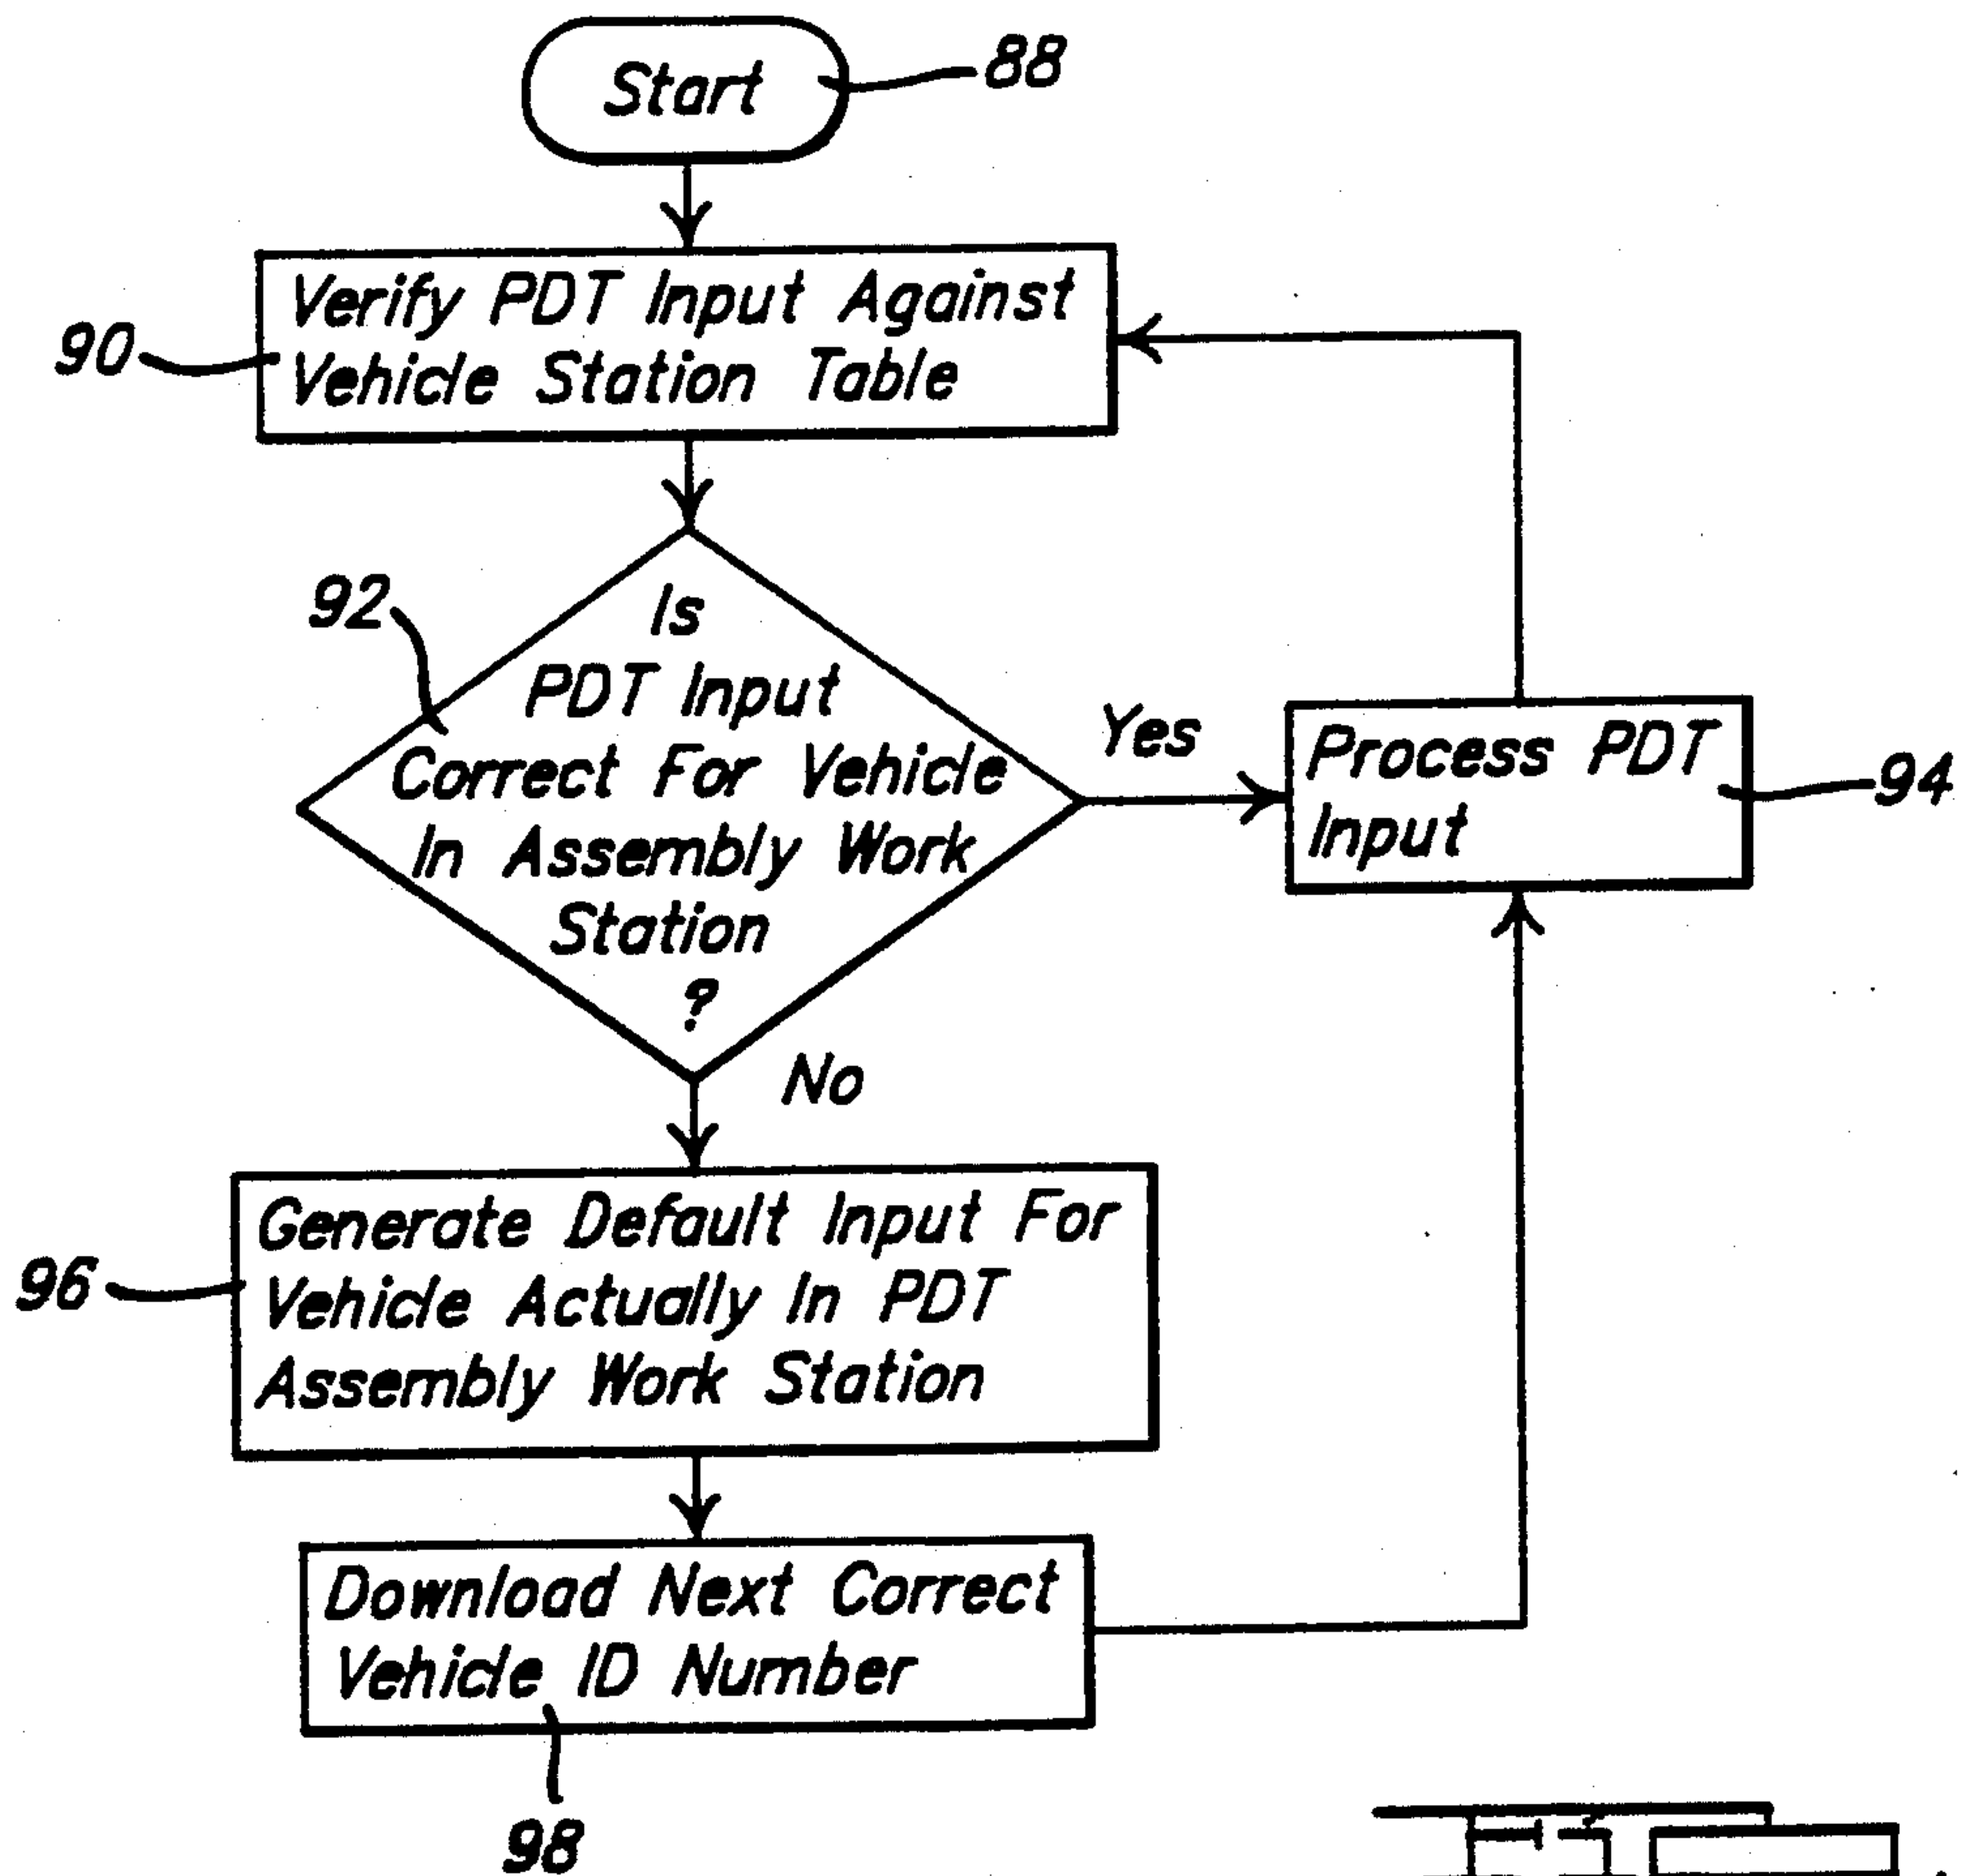 Start
88
Verify PDT Input Against
Vehicle Station Table
90
92
Is
PDT Input
Correct For Vehicle
In Assembly Work
Station
?
Yes
Process PDT
Input
94
No
Generate Default Input For
Vehicle Actually In PDT
Assembly Work Station
96
Download Next Correct
Vehicle ID Number
98